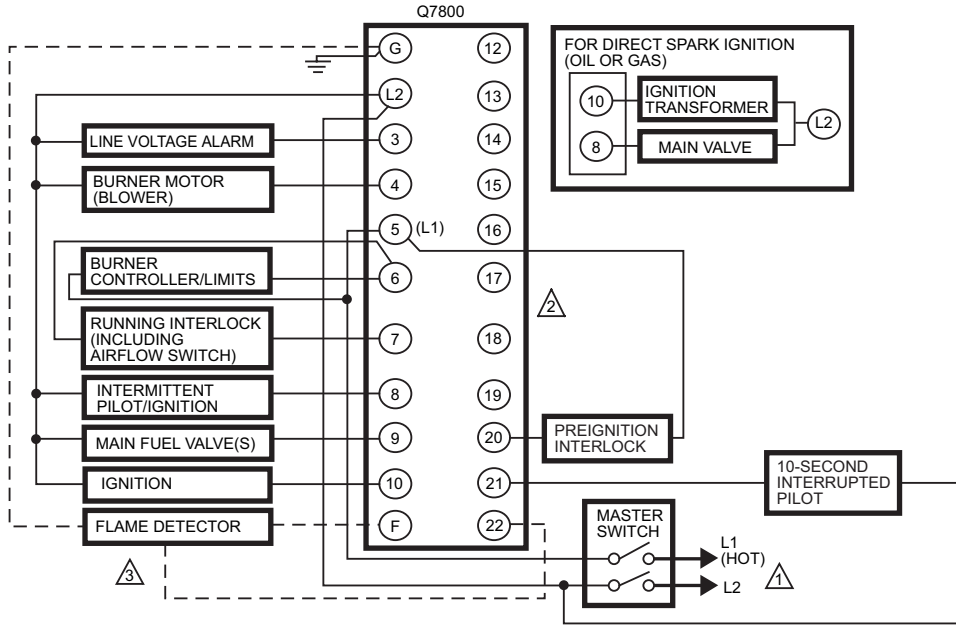 Q7800
G
L2
3
4
5
(L1)
6
7
8
9
10
F
12
13
14
15
16
17
18
19
20
21
22
LINE VOLTAGE ALARM
BURNER MOTOR
(BLOWER)
BURNER
CONTROLLER/LIMITS
RUNNING INTERLOCK
(INCLUDING
AIRFLOW SWITCH)
INTERMITTENT
PILOT/IGNITION
MAIN FUEL VALVE(S)
IGNITION
FLAME DETECTOR
3
FOR DIRECT SPARK IGNITION
(OIL OR GAS)
10
IGNITION
TRANSFORMER
8
MAIN VALVE
L2
2
PREIGNITION
INTERLOCK
10-SECOND
INTERRUPTED
PILOT
MASTER
SWITCH
L1
(HOT)
L2
1